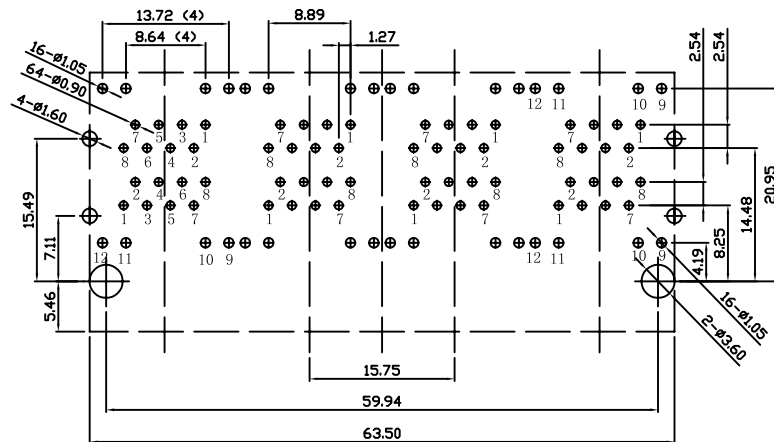 13.72 (4)
8.89
8.64 (4)
1.27
2.54
2.54
16-ø1.05
64-ø0.90
4-ø1.60
12 11 10 9
7 5 3 1 7 1 7 7 1
8 6 4 2 8 2 8 8 2
2 4 6 8 2 8 2 2 8
1 3 5 7 1 7 1 7 1 7
12 11 10 9 12 11 10 9
15.49
7.11
5.46
20.95
14.48
8.25
4.19
16-ø1.05
2-ø3.60
15.75
59.94
63.50